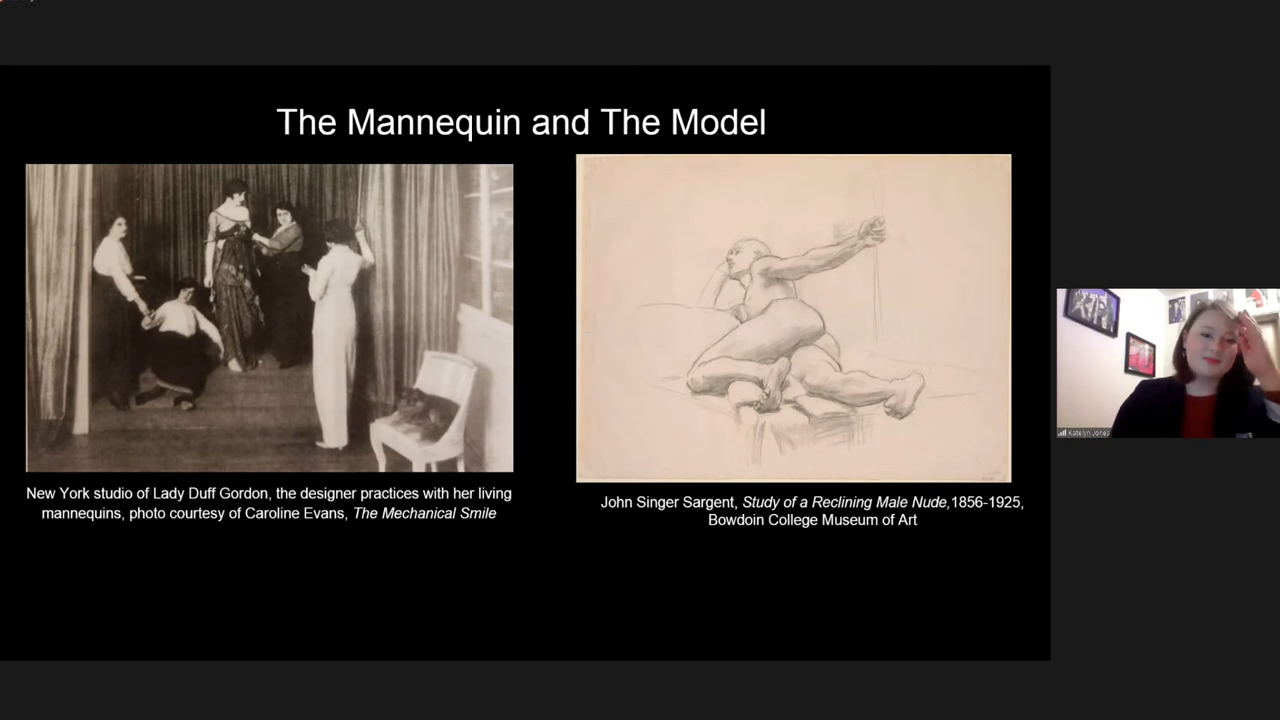 The Mannequin and The Model
New York studio of Lady Duff Gordon, the designer practices with her living
mannequins, photo courtesy of Caroline Evans, The Mechanical Smile
John Singer Sargent, Study of a Reclining Male Nude,1856-1925,
Bowdoin College Museum of Art
Katelyn Jones